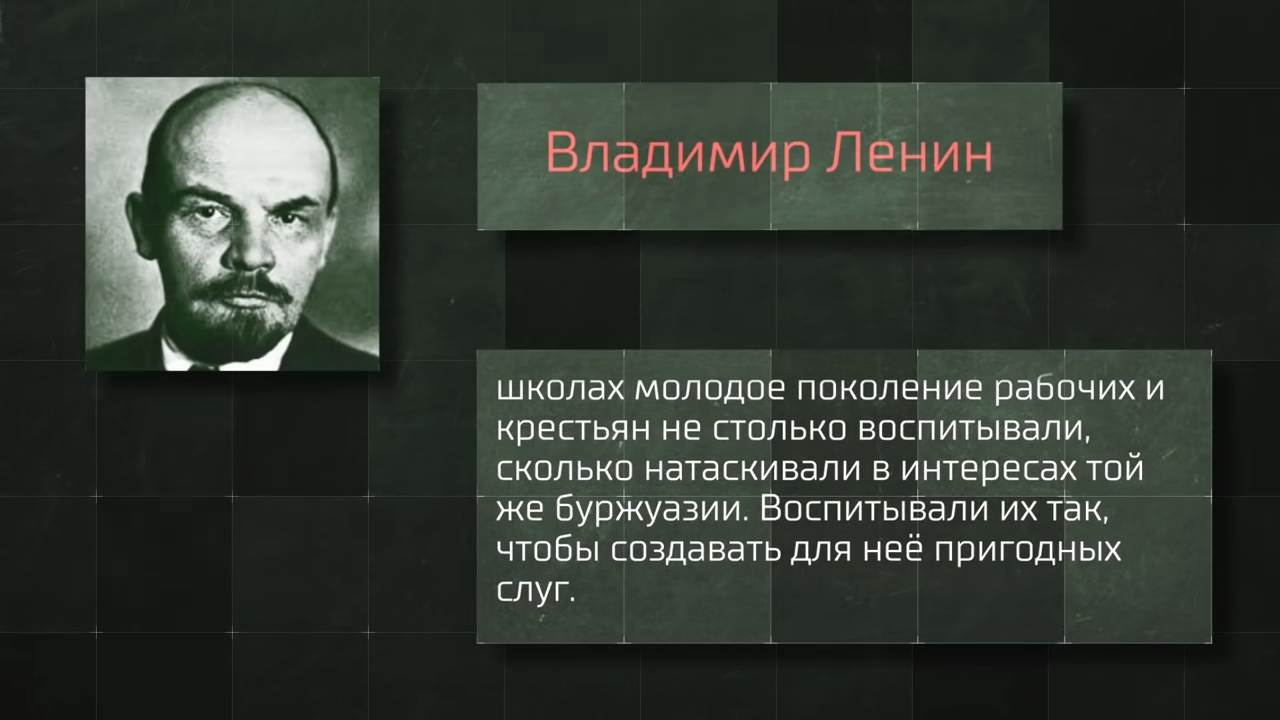 Владимир Ленин
школах молодое поколение рабочих и
крестьян не столько воспитывали,
сколько натаскивали в интересах той
же буржуазии. Воспитывали их так,
чтобы создавать для неё пригодных
слуг.